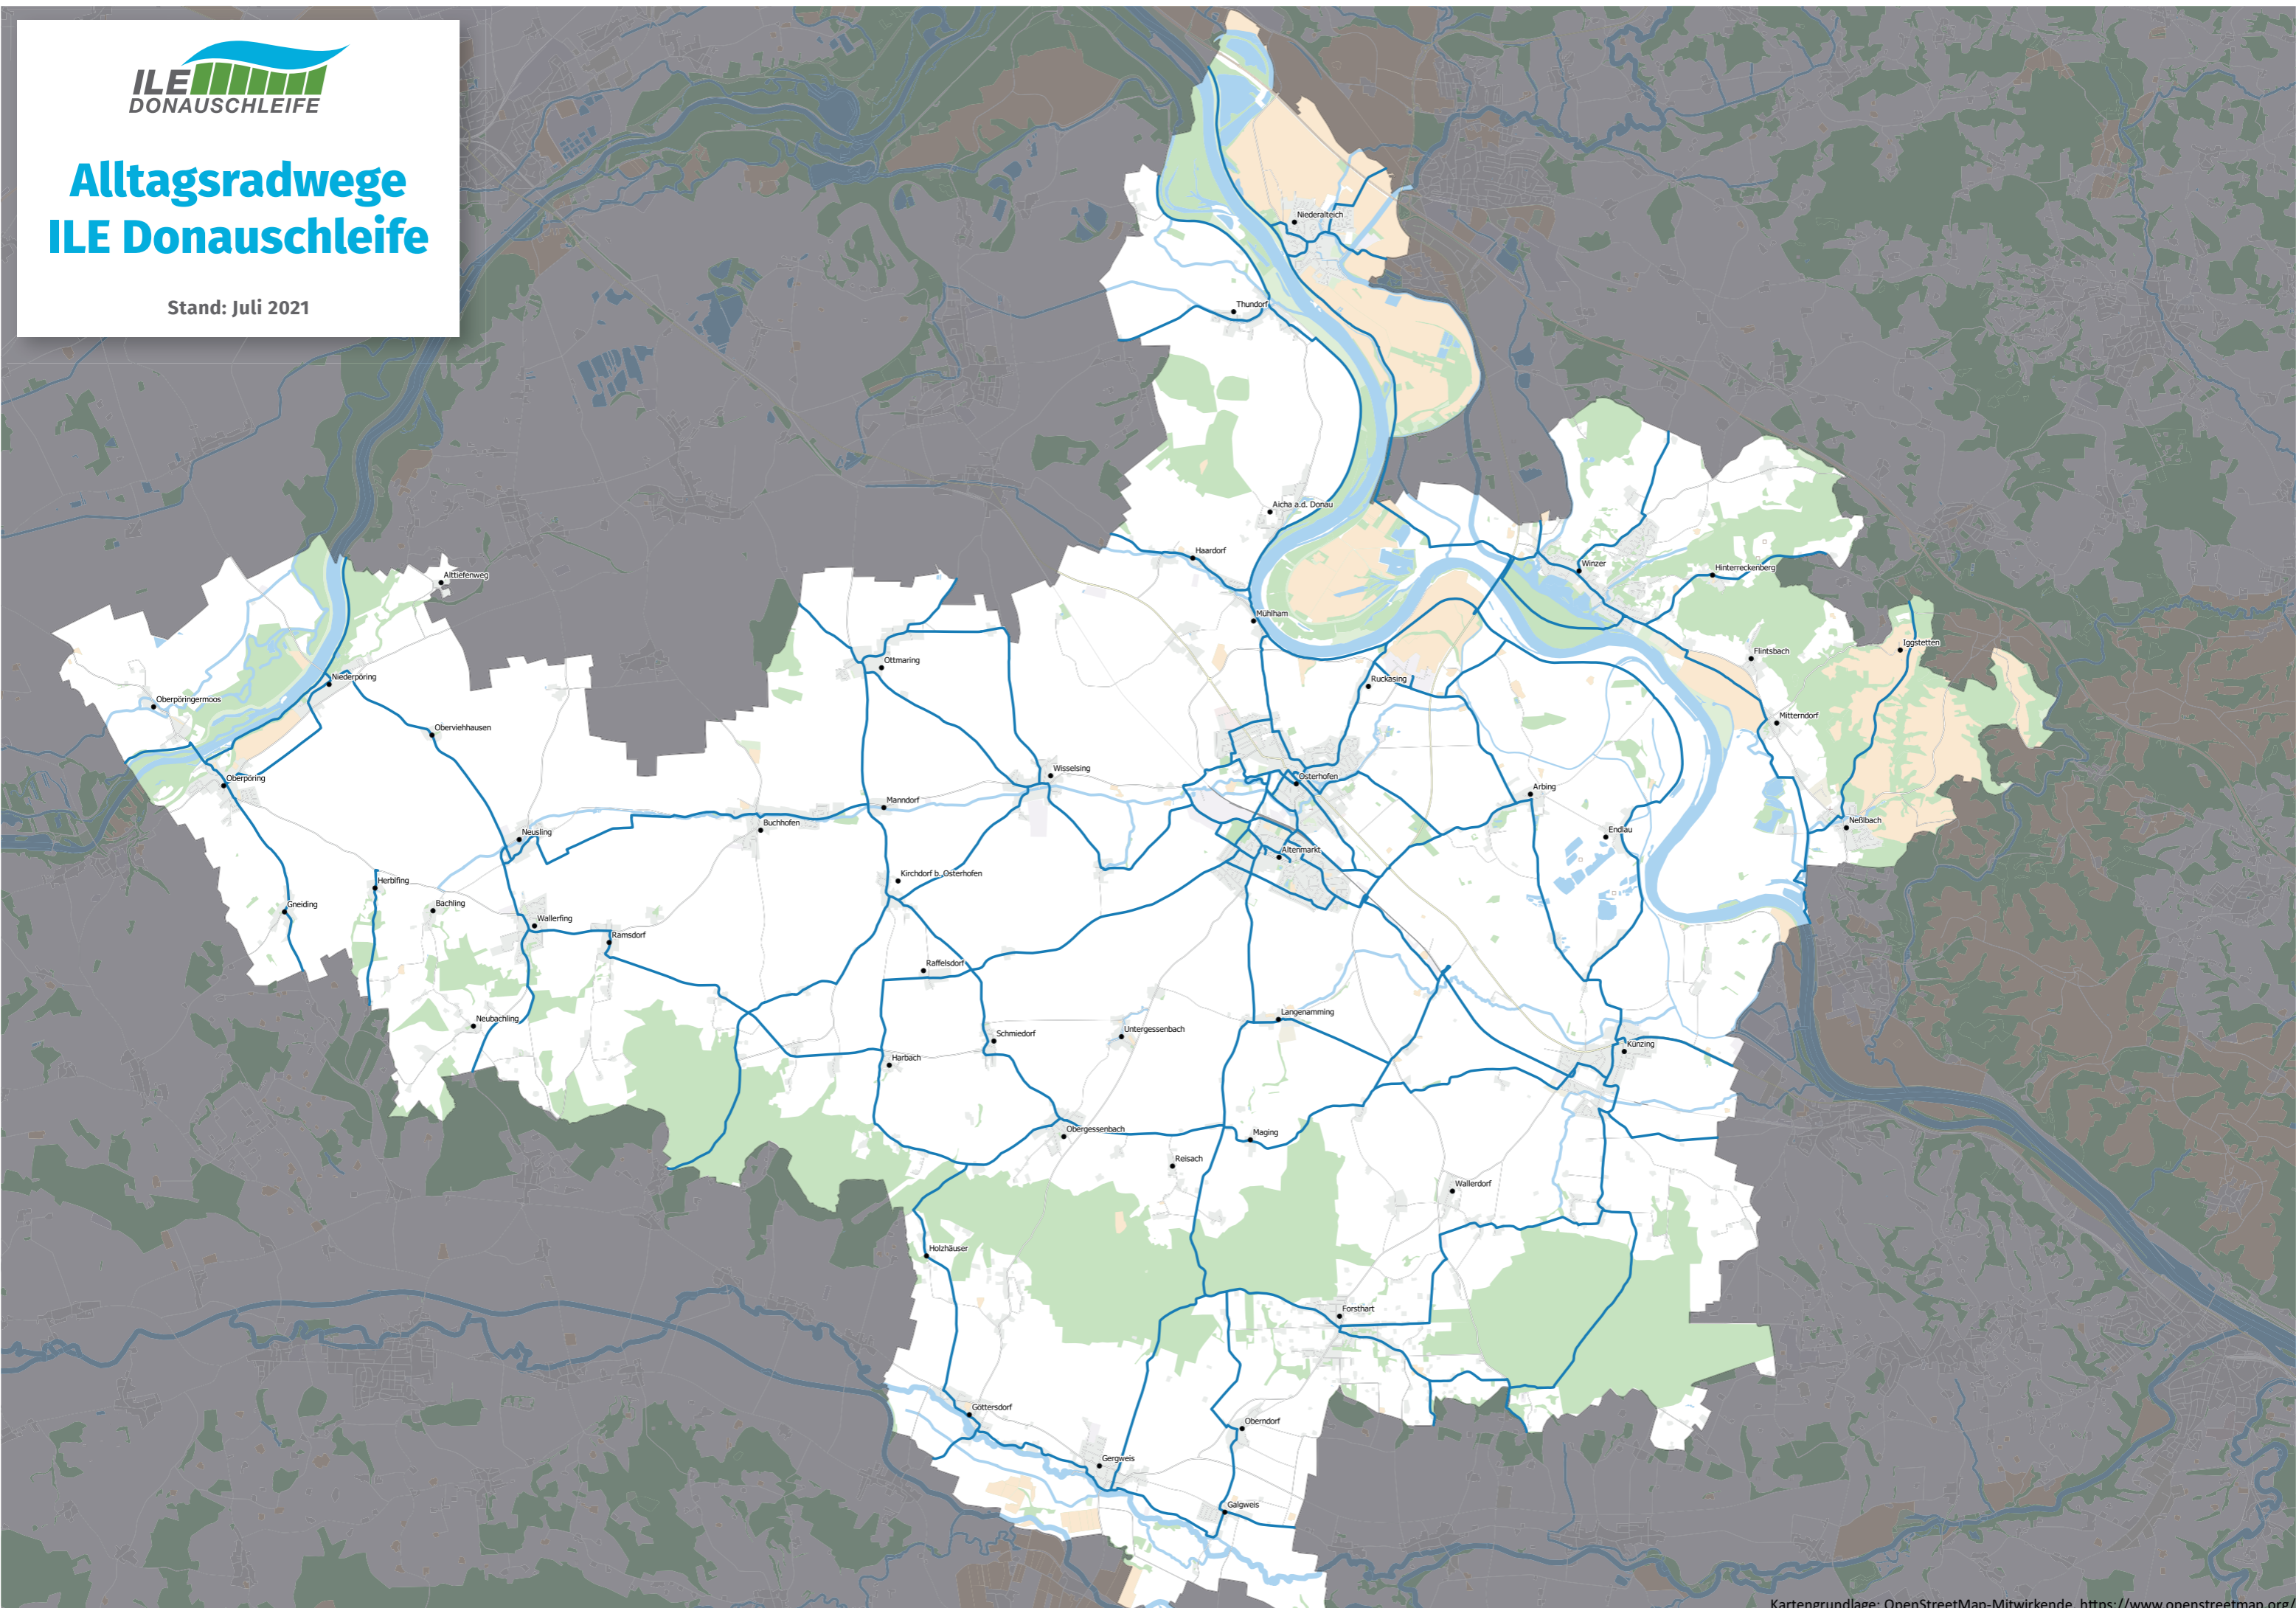 ILE
DONAUSCHLEIFE
Alltagsradwege
ILE Donauschleife
Stand: Juli 2021
Niederalteich
Thundorf
Aicha a.d. Donau
Haardorf
Winzer
Hinterreckenberg
Alttiefenweg
Mühlham
Iggstetten
Flintsbach
Ottmaring
Niederpöring
Ruckasing
Oberpöringermoos
Mitterndorf
Oberviehhausen
Wisselsing
Oberpöring
Osterhofen
Arbing
Manndorf
Buchhofen
Neßlbach
Neusling
Endlau
Altenmarkt
Kirchdorf b. Osterhofen
Herblfing
Gneiding
Bachling
Wallerfing
Ramsdorf
Raffelsdorf
Langenamming
Neubachling
Untergessenbach
Schmiedorf
Künzing
Harbach
Obergessenbach
Maging
Reisach
Wallerdorf
Holzhäuser
Forsthart
Göttersdorf
Oberndorf
Gergweis
Galgweis
Kartengrundlage: OpenStreetMap-Mitwirkende, https://www.openstreetmap.org/